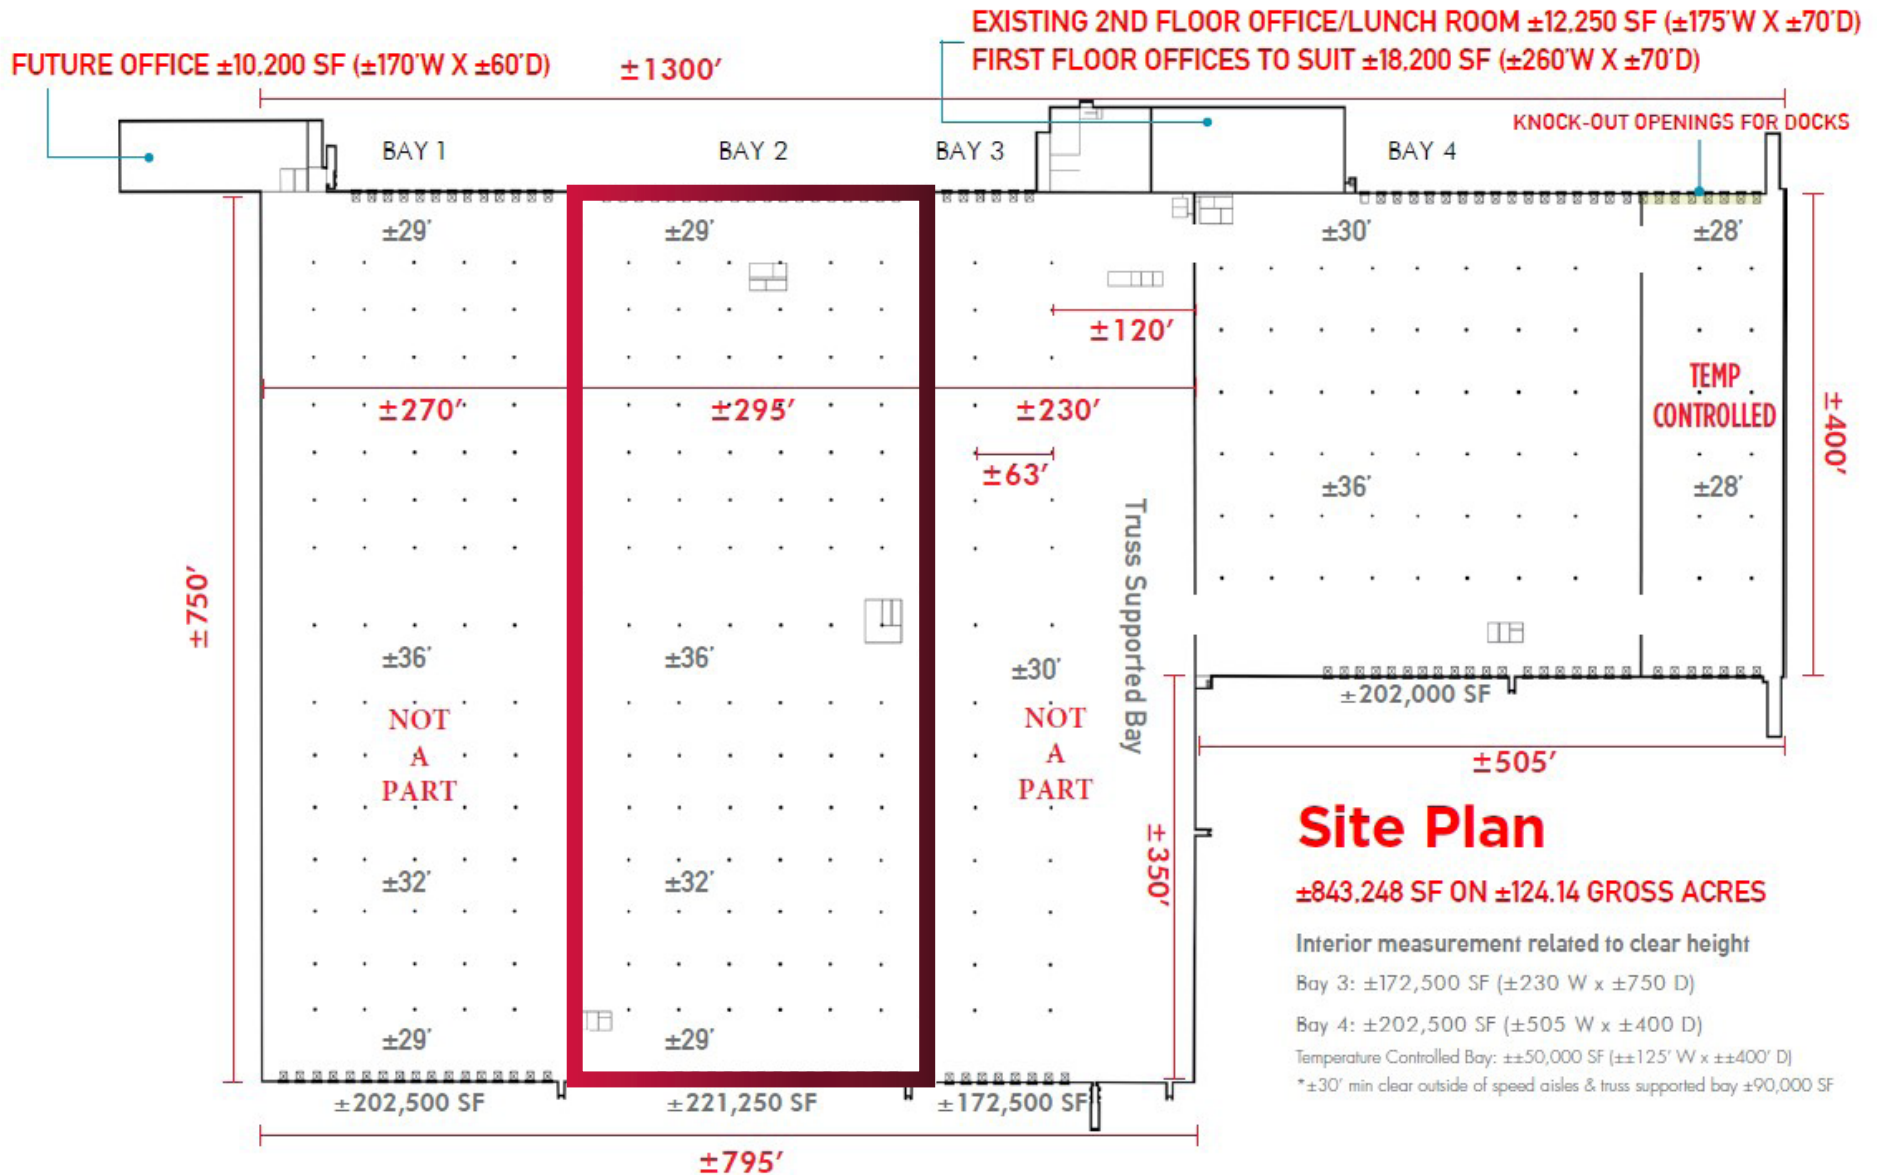 EXISTING 2ND FLOOR OFFICE/LUNCH ROOM ±12,250 SF (±175'W X ±70'D)
FIRST FLOOR OFFICES TO SUIT ±18,200 SF (±260'W X ±70'D)
FUTURE OFFICE ±10,200 SF (±170'W X ±60'D)
±1300'
KNOCK-OUT OPENINGS FOR DOCKS
BAY 1
BAY 2
BAY 3
BAY 4
±29'
±29'
±30'
±28'
±120'
TEMP
CONTROLLED
±270'
±295'
±230'
±400'
±63'
±36'
±28'
Truss Supported Bay
±750'
±36'
±36'
±30'
±202,000 SF
NOT
A
PART
NOT
A
PART
±505'
±350'
±32'
±32'
±29'
±29'
±202,500 SF
±221,250 SF
±172,500 SF
±795'
Site Plan
±843,248 SF ON ±124.14 GROSS ACRES
Interior measurement related to clear height
Bay 3: ±172,500 SF (±230 W x ±750 D)
Bay 4: ±202,500 SF (±505 W x ±400 D)
Temperature Controlled Bay: ±±50,000 SF (±±125' W x ±±400' D)
*±30' min clear outside of speed aisles & truss supported bay ±90,000 SF